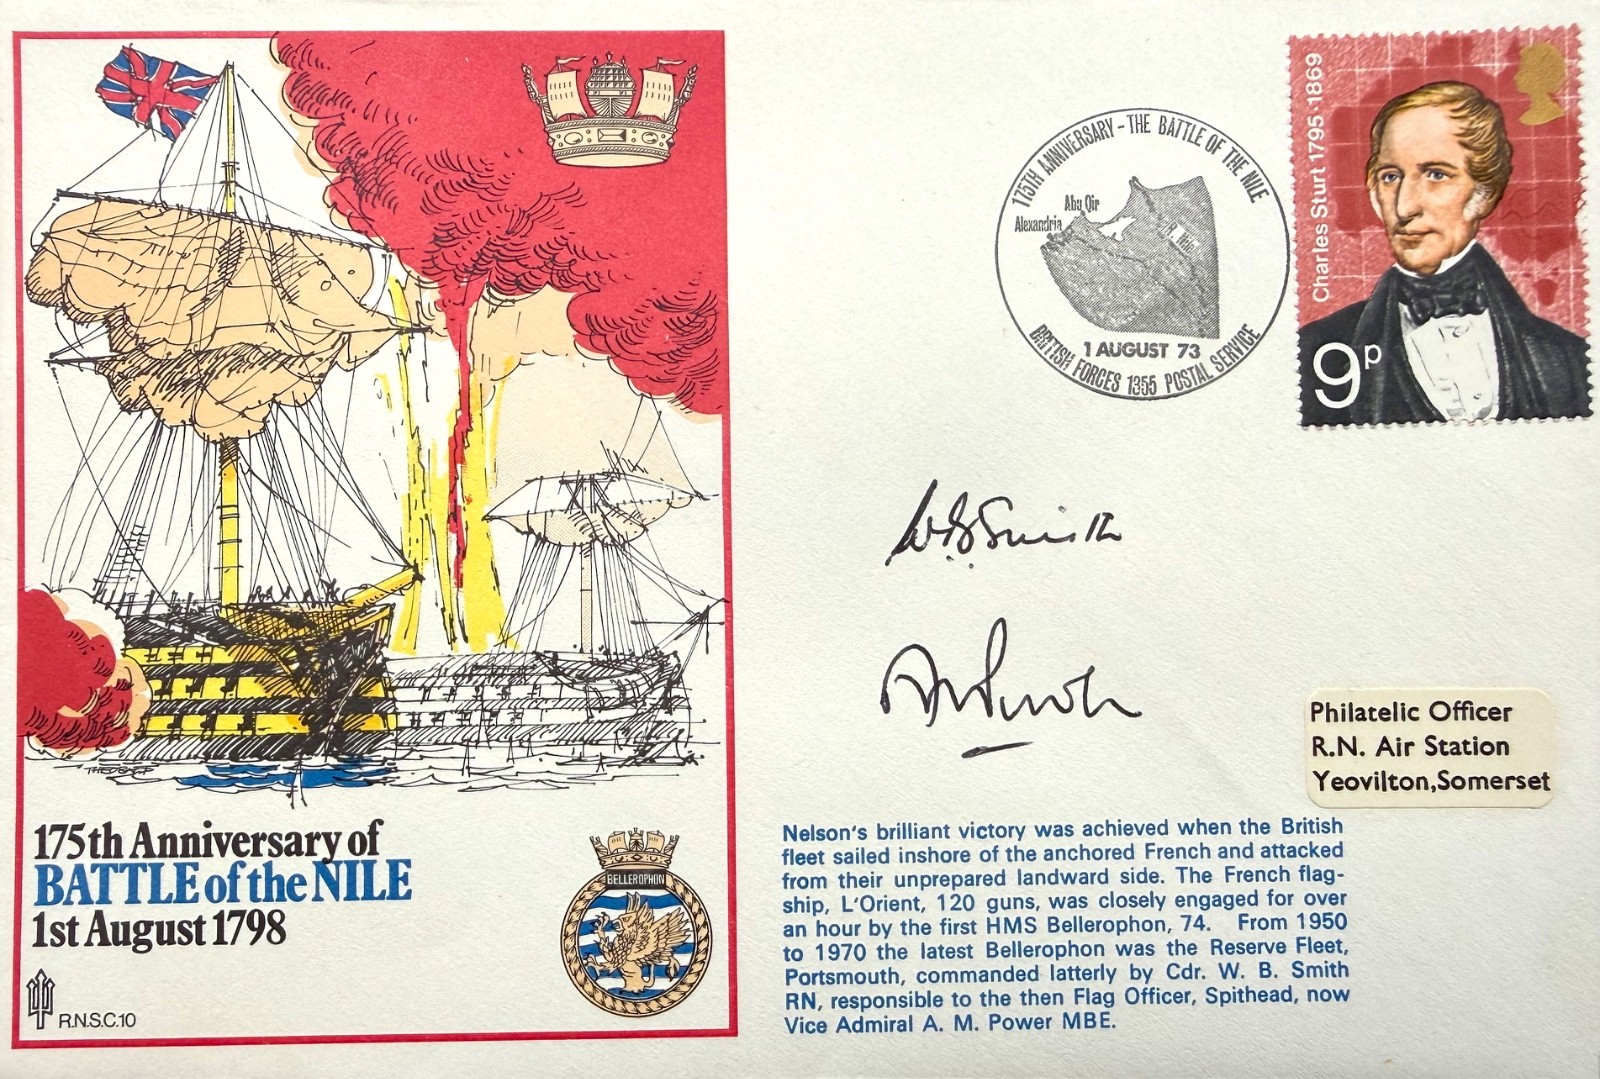 175TH ANNIVERSARY - THE BATTLE OF THE NILE
Abu Qir
Alexandria
R. Nile
1 AUGUST 73
BRITISH FORCES 1355 POSTAL SERVICE
Charles Sturt 1795·1869
9p
W B Smith
Philatelic Officer
R.N. Air Station
Yeovilton,Somerset
175th Anniversary of
BATTLE of the NILE
1st August 1798
BELLEROPHON
R.N.S.C.10
Nelson's brilliant victory was achieved when the British
fleet sailed inshore of the anchored French and attacked
from their unprepared landward side. The French flag-
ship, L'Orient, 120 guns, was closely engaged for over
an hour by the first HMS Bellerophon, 74. From 1950
to 1970 the latest Bellerophon was the Reserve Fleet,
Portsmouth, commanded latterly by Cdr. W. B. Smith
RN, responsible to the then Flag Officer, Spithead, now
Vice Admiral A. M. Power MBE.